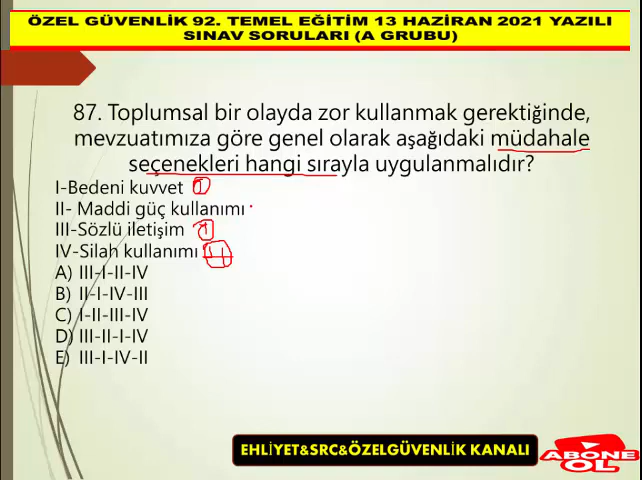 ÖZEL GÜVENLİK 92. TEMEL EĞİTİM 13 HAZİRAN 2021 YAZILI
SINAV SORULARI (A GRUBU)
87. Toplumsal bir olayda zor kullanmak gerektiğinde,
mevzuatımıza göre genel olarak aşağıdaki müdahale
seçenekleri hangi sırayla uygulanmalıdır?
I-Bedeni kuvvet
II- Maddi güç kullanımı
III-Sözlü iletişim
IV-Silah kullanımı
A) III-I-II-IV
B) II-I-IV-III
C) I-II-III-IV
D) III-II-I-IV
E) III-I-IV-II
EHLİYET&SRC&ÖZELGÜVENLİK KANALI
ABONE
OL